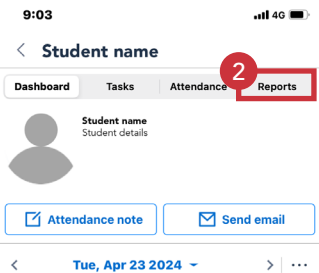 9:03 4G
Student name
2
Dashboard Tasks Attendance Reports
Student name
Student details
Attendance note Send email
Tue, Apr 23 2024